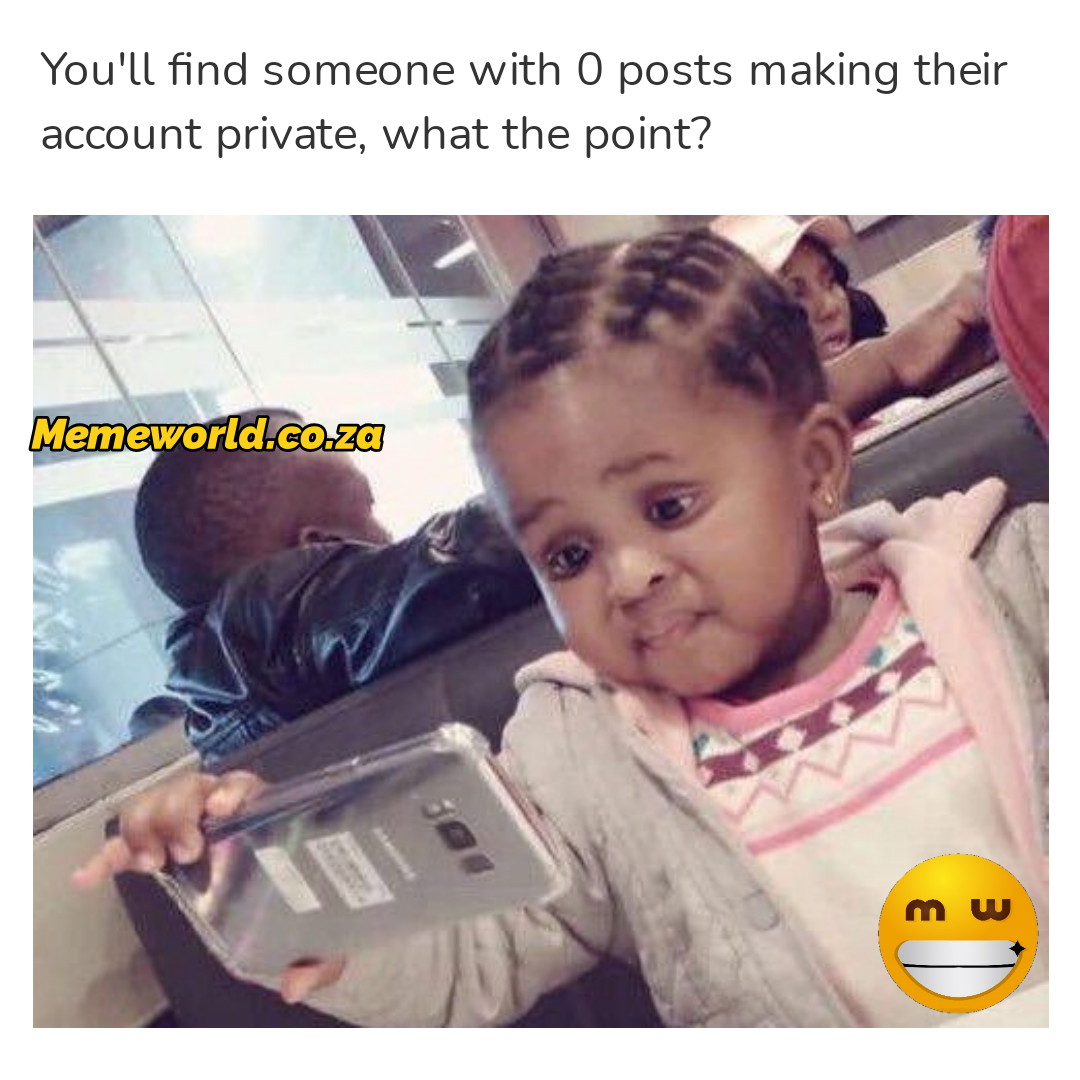 You'll find someone with 0 posts making their
account private, what the point?
Memeworld.co.za
m w